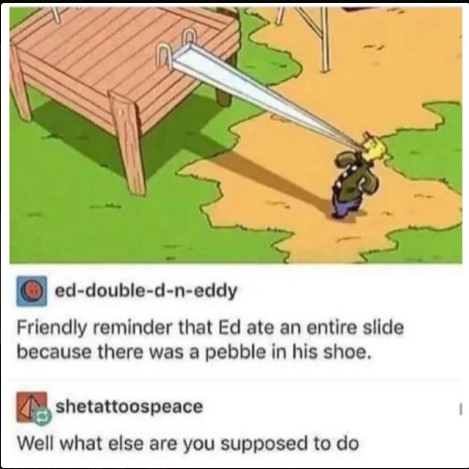 ed-double-d-n-eddy
Friendly reminder that Ed ate an entire slide
because there was a pebble in his shoe.
shetattoospeace
Well what else are you supposed to do